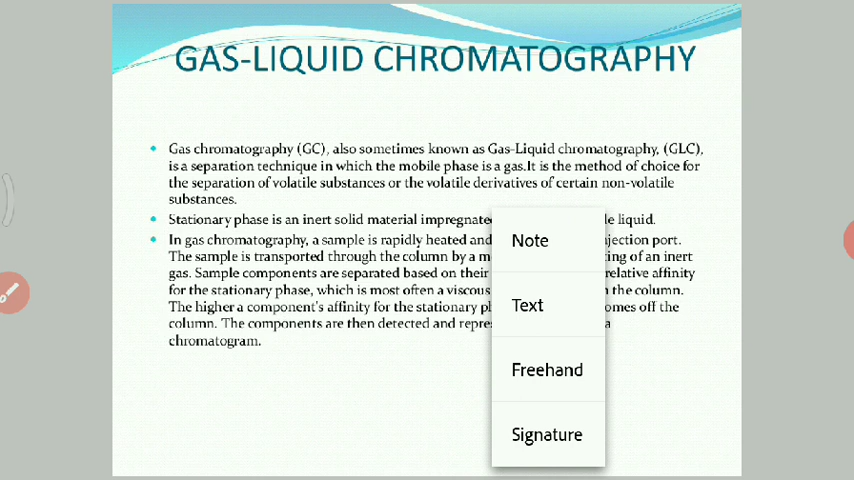 GAS-LIQUID CHROMATOGRAPHY
Gas chromatography (GC), also sometimes known as Gas-Liquid chromatography, (GLC),
is a separation technique in which the mobile phase is a gas.It is the method of choice for
the separation of volatile substances or the volatile derivatives of certain non-volatile
substances.
Stationary phase is an inert solid material impregnate le liquid.
In gas chromatography, a sample is rapidly heated and jection port.
The sample is transported through the column by a m ting of an inert
gas. Sample components are separated based on their relative affinity
for the stationary phase, which is most often a viscous the column.
The higher a component's affinity for the stationary ph omes off the
column. The components are then detected and repre a
chromatogram.
Note
Text
Freehand
Signature